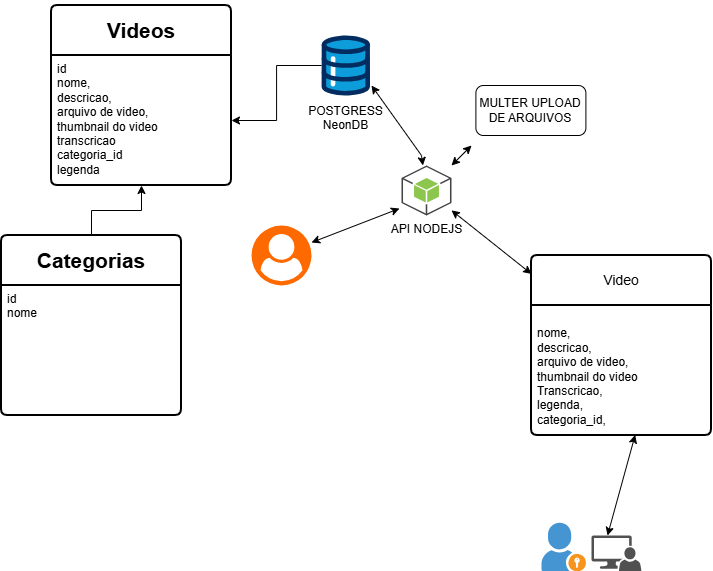 Videos
id
nome,
descricao,
arquivo de video,
thumbnail do video
transcricao
categoria_id
legenda
POSTGRESS
NeonDB
MULTER UPLOAD
DE ARQUIVOS
API NODEJS
Categorias
id
nome
Video
nome,
descricao,
arquivo de video,
thumbnail do video
Transcricao,
legenda,
categoria_id,